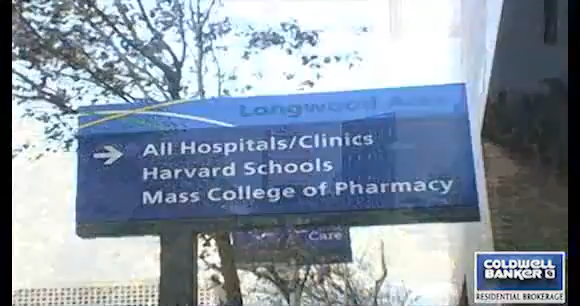 Longwood Area
All Hospitals/Clinics
Harvard Schools
Mass College of Pharmacy
Care
COLDWELL
BANKER
RESIDENTIAL BROKERAGE